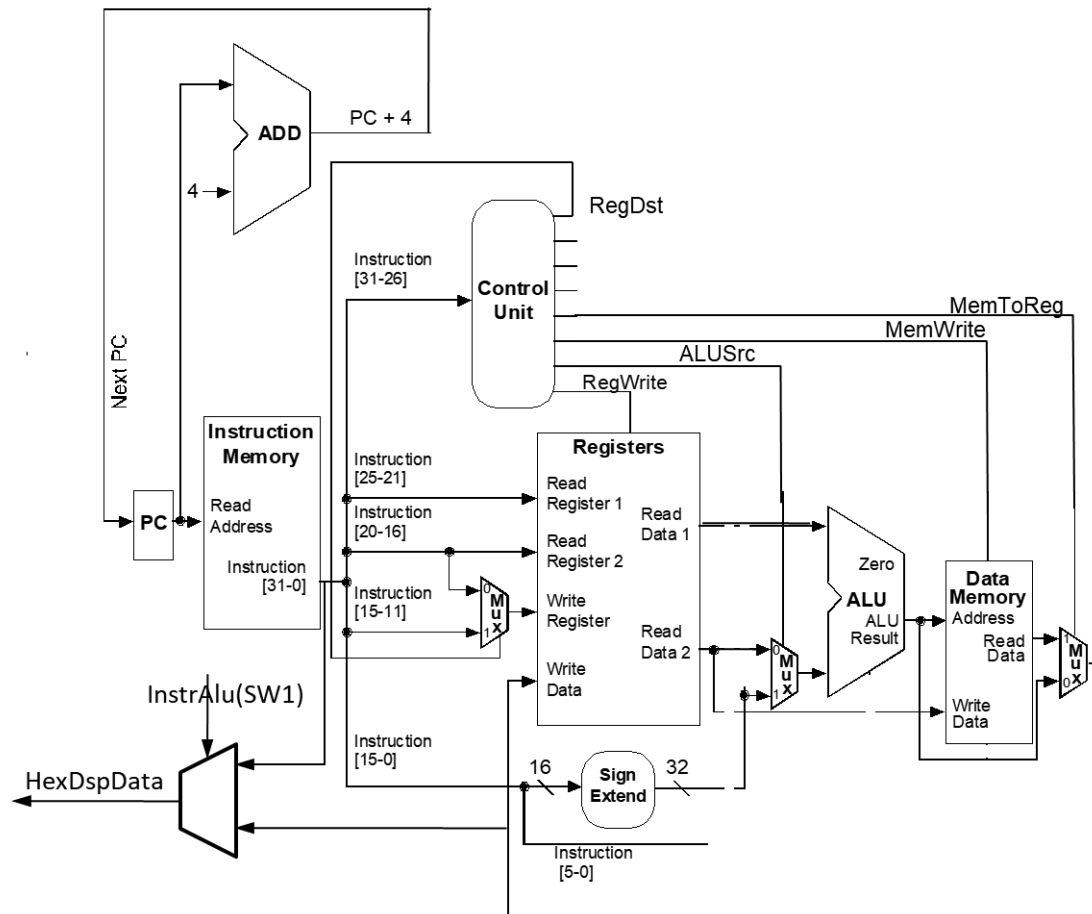 ADD
PC + 4
4
RegDst
Instruction
[31-26]
Control
Unit
MemToReg
MemWrite
ALUSrc
RegWrite
Next PC
Instruction
Memory
Read
Address
Instruction
[31-0]
PC
Instruction
[25-21]
Instruction
[20-16]
Instruction
[15-11]
0
Mux
1
Registers
Read
Register 1
Read
Register 2
Write
Register
Write
Data
Read
Data 1
Read
Data 2
0
Mux
1
Zero
ALU
ALU
Result
Data
Memory
Address
Read
Data
Write
Data
1
Mux
0
InstrAlu(SW1)
HexDspData
Instruction
[15-0]
16
Sign
Extend
32
Instruction
[5-0]